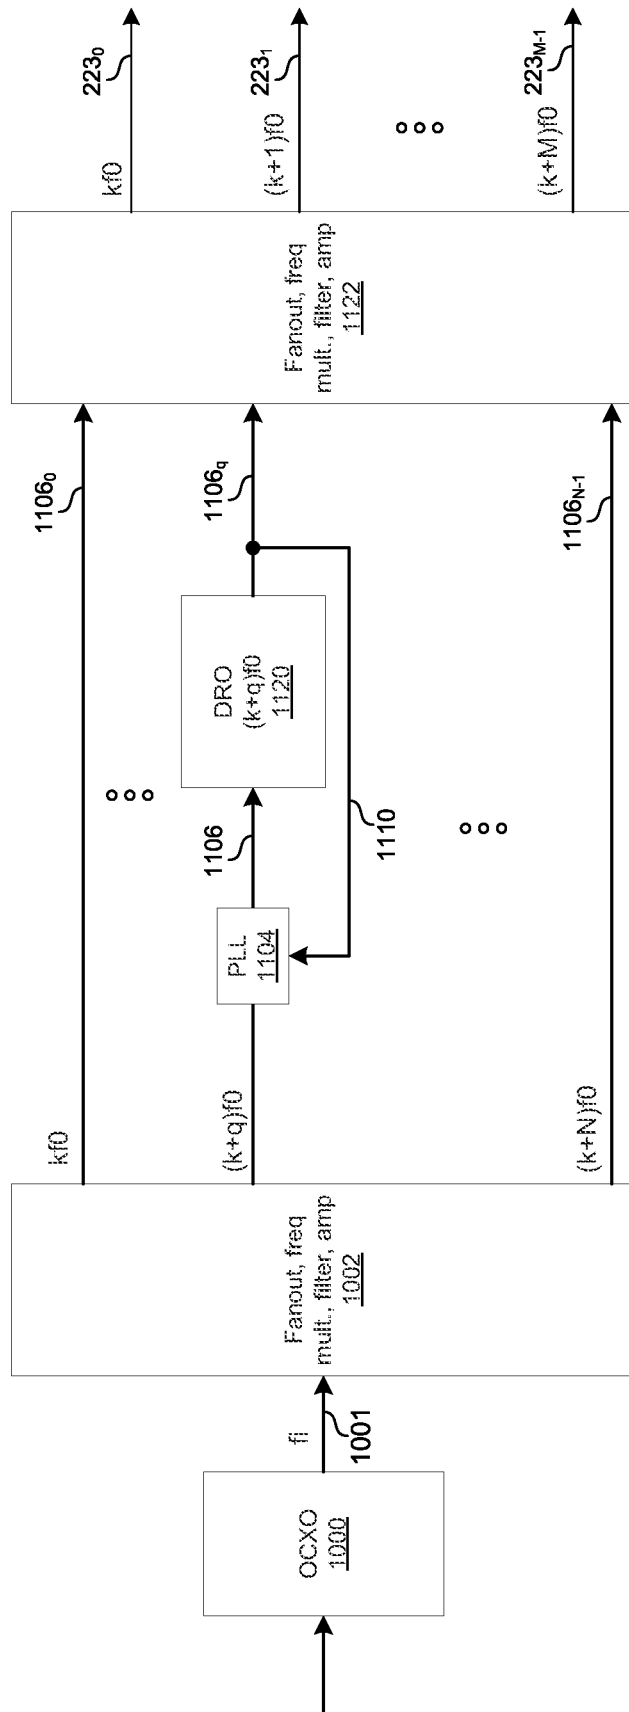 OCXO
1000
fi
1001
Fanout, freq
mult., filter, amp
1002
kf0
(k+q)f0
(k+N)f0
PLL
1104
1106
DRO
(k+q)f0
1120
1110
1106₀
1106q
1106N-1
Fanout, freq
mult., filter, amp
1122
kf0
223₀
(k+1)f0
223₁
(k+M)f0
223M-1